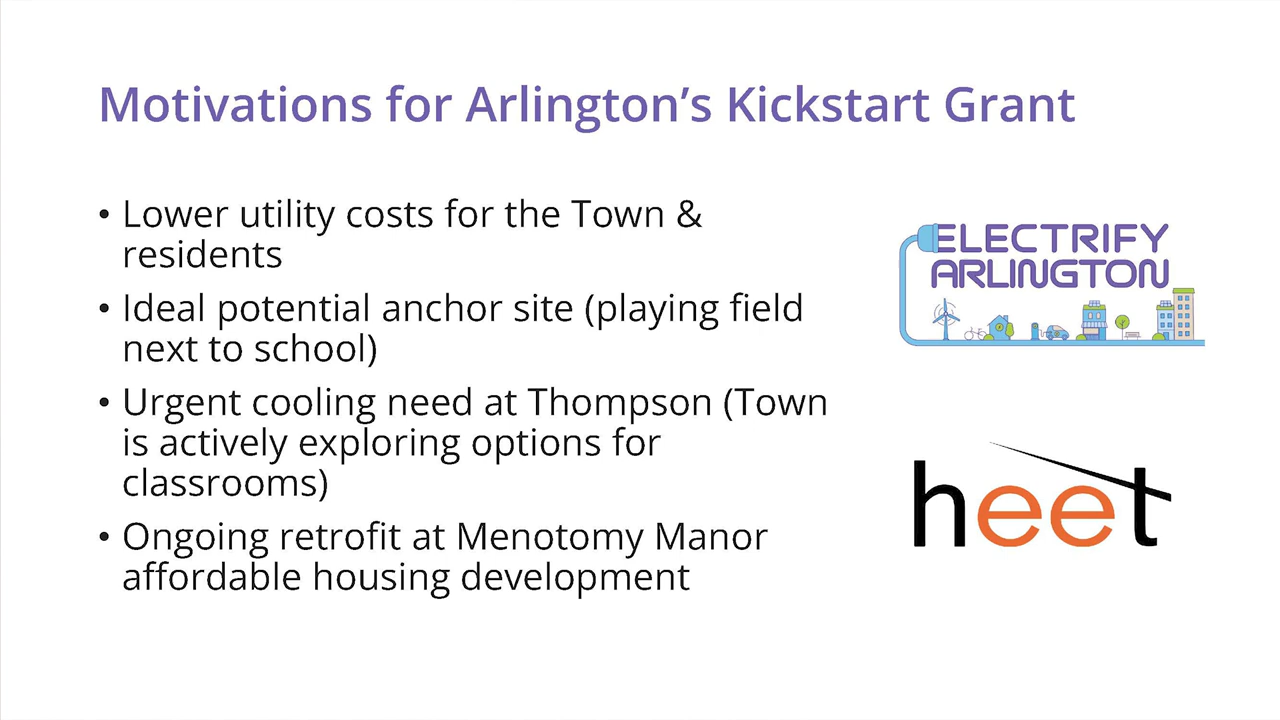 Motivations for Arlington’s Kickstart Grant
• Lower utility costs for the Town &
residents
• Ideal potential anchor site (playing field
next to school)
• Urgent cooling need at Thompson (Town
is actively exploring options for
classrooms)
• Ongoing retrofit at Menotomy Manor
affordable housing development
ELECTRIFY
ARLINGTON
heet